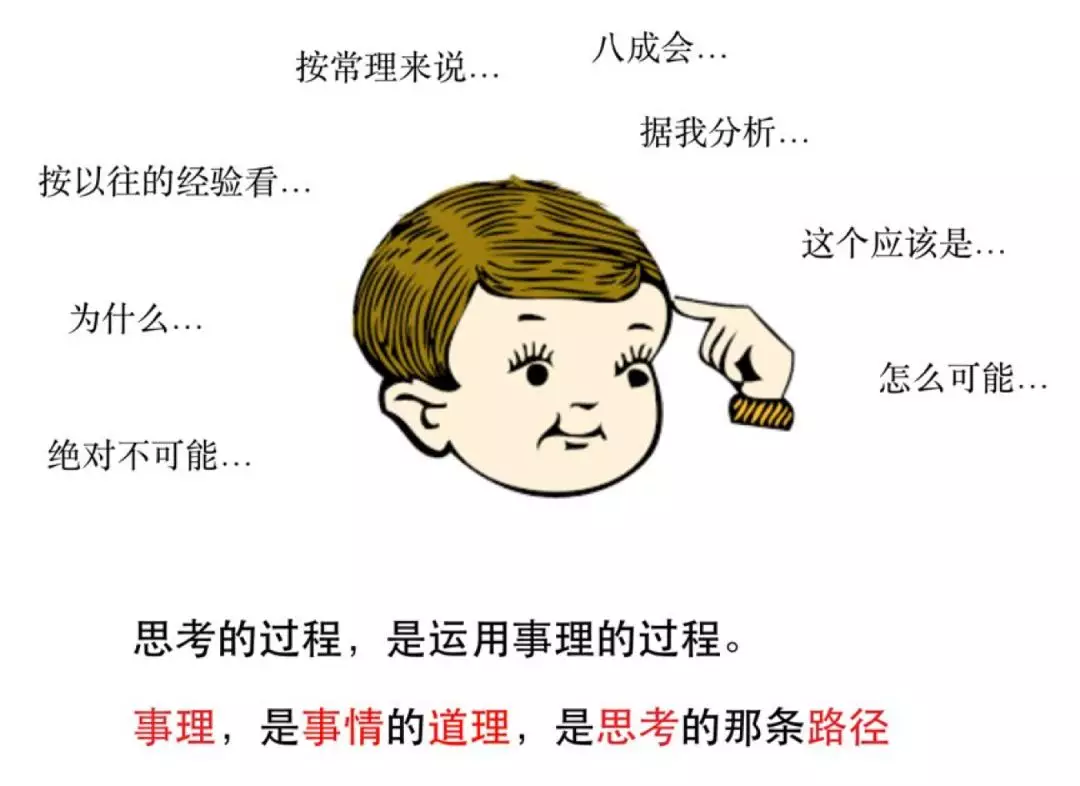 按常理来说…
八成会…
据我分析…
按以往的经验看…
这个应该是…
为什么…
怎么可能…
绝对不可能…
思考的过程，是运用事理的过程。
事理，是事情的道理，是思考的那条路径